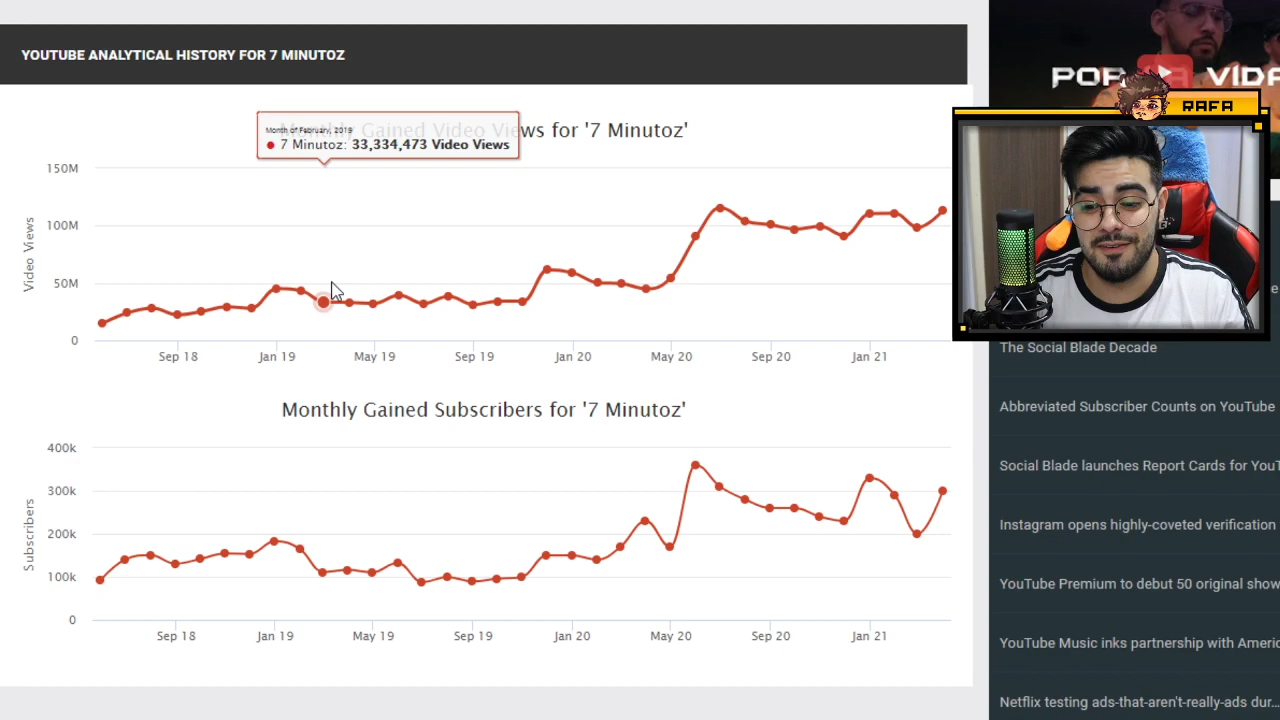 YOUTUBE ANALYTICAL HISTORY FOR 7 MINUTOZ
Monthly Gained Video Views for '7 Minutoz'
Month of February, 2019
7 Minutoz: 33,334,473 Video Views
Video Views
150M
100M
50M
0
Sep 18
Jan 19
May 19
Sep 19
Jan 20
May 20
Sep 20
Jan 21
Monthly Gained Subscribers for '7 Minutoz'
Subscribers
400k
300k
200k
100k
0
Sep 18
Jan 19
May 19
Sep 19
Jan 20
May 20
Sep 20
Jan 21
RAFA
The Social Blade Decade
Abbreviated Subscriber Counts on YouTube
Social Blade launches Report Cards for
Instagram opens highly-coveted verification
YouTube Premium to debut 50 original
YouTube Music inks partnership with
Netflix testing ads-that-aren't-really-ads dur...